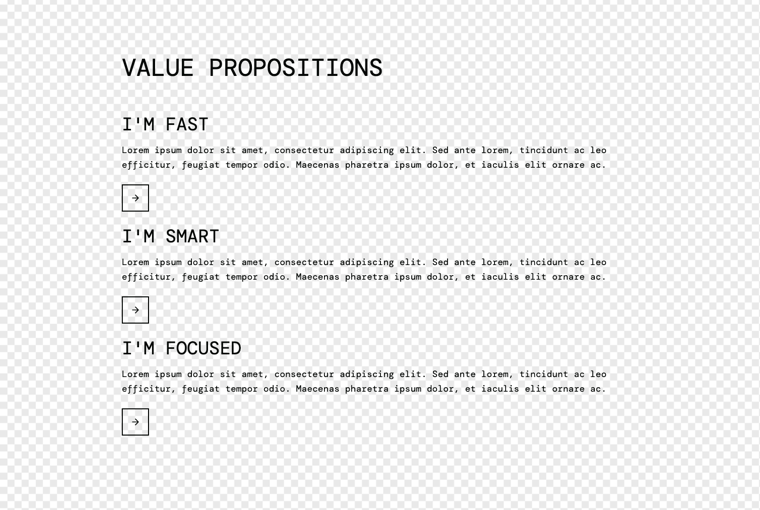 VALUE PROPOSITIONS
I'M FAST
Lorem ipsum dolor sit amet, consectetur adipiscing elit. Sed ante lorem, tincidunt ac leo
efficitur, feugiat tempor odio. Maecenas pharetra ipsum dolor, et iaculis elit ornare ac.
→
I'M SMART
Lorem ipsum dolor sit amet, consectetur adipiscing elit. Sed ante lorem, tincidunt ac leo
efficitur, feugiat tempor odio. Maecenas pharetra ipsum dolor, et iaculis elit ornare ac.
→
I'M FOCUSED
Lorem ipsum dolor sit amet, consectetur adipiscing elit. Sed ante lorem, tincidunt ac leo
efficitur, feugiat tempor odio. Maecenas pharetra ipsum dolor, et iaculis elit ornare ac.
→